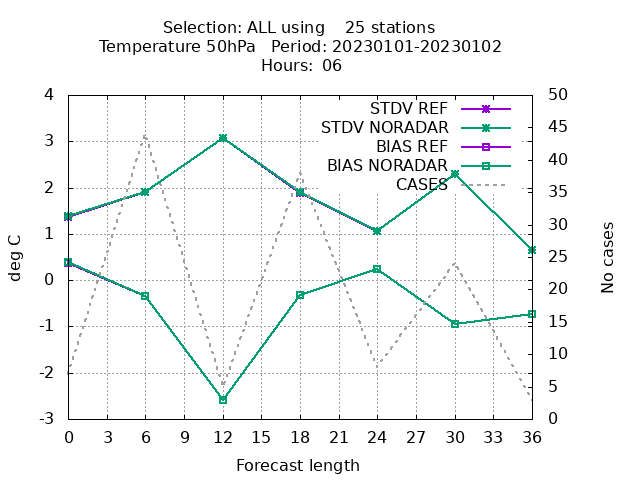 Selection: ALL using    25 stations
Temperature 50hPa   Period: 20230101-20230102
Hours:  06
STDV REF
STDV NORADAR
BIAS REF
BIAS NORADAR
CASES
4
3
2
1
0
-1
-2
-3
deg C
50
45
40
35
30
25
20
15
10
5
0
No cases
0 3 6 9 12 15 18 21 24 27 30 33 36
Forecast length